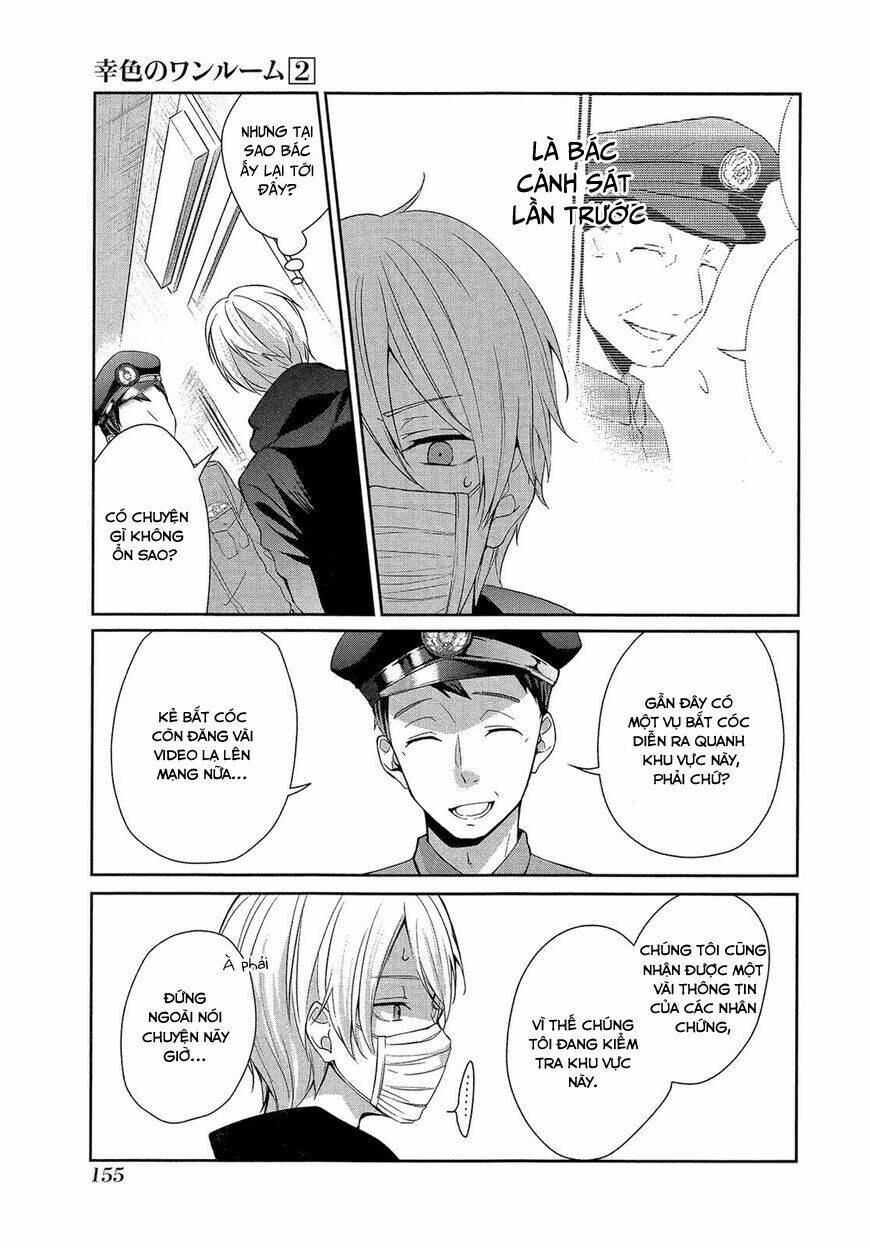 幸色のワンルーム 2
LÀ BÁC
CẢNH SÁT
LẦN TRƯỚC
NHƯNG TẠI
SAO BÁC
ẤY LẠI TỚI
ĐÂY?
CÓ CHUYỆN
GÌ KHÔNG
ỔN SAO?
GẦN ĐÂY CÓ
MỘT VỤ BẮT CÓC
DIỄN RA QUANH
KHU VỰC NÀY,
PHẢI CHỨ?
KẺ BẮT CÓC
CÒN ĐĂNG VÀI
VIDEO LẠ LÊN
MẠNG NỮA...
CHÚNG TÔI CŨNG
NHẬN ĐƯỢC MỘT
VÀI THÔNG TIN
CỦA CÁC NHÂN
CHỨNG,
VÌ THẾ CHÚNG
TÔI ĐANG KIỂM
TRA KHU VỰC
NÀY.
......
À phải
ĐỨNG
NGOÀI NÓI
CHUYỆN NÃY
GIỜ...
155